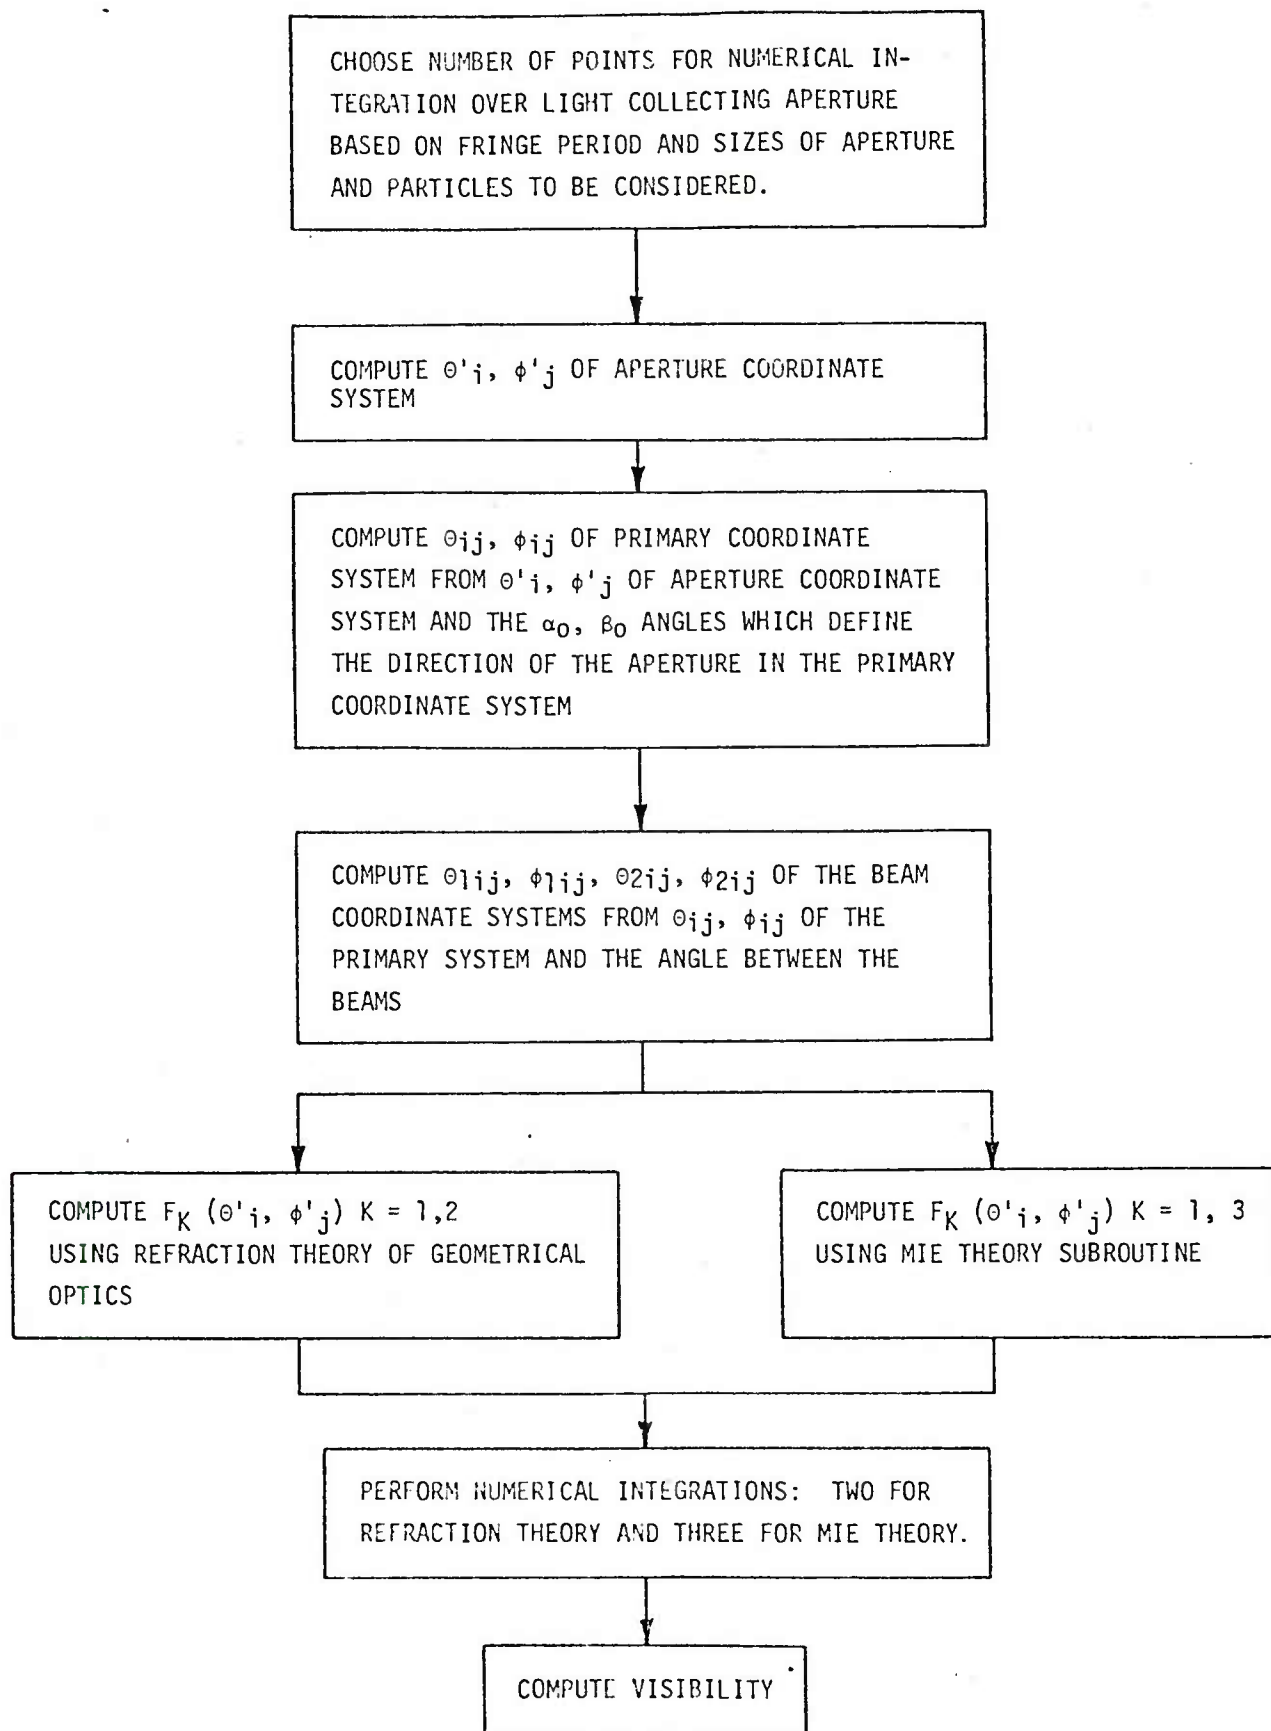 CHOOSE NUMBER OF POINTS FOR NUMERICAL IN-
TEGRATION OVER LIGHT COLLECTING APERTURE
BASED ON FRINGE PERIOD AND SIZES OF APERTURE
AND PARTICLES TO BE CONSIDERED.
COMPUTE Θ'i, ϕ'j OF APERTURE COORDINATE
SYSTEM
COMPUTE Θij, ϕij OF PRIMARY COORDINATE
SYSTEM FROM Θ'i, ϕ'j OF APERTURE COORDINATE
SYSTEM AND THE α0, β0 ANGLES WHICH DEFINE
THE DIRECTION OF THE APERTURE IN THE PRIMARY
COORDINATE SYSTEM
COMPUTE Θ1ij, ϕ1ij, Θ2ij, ϕ2ij OF THE BEAM
COORDINATE SYSTEMS FROM Θij, ϕij OF THE
PRIMARY SYSTEM AND THE ANGLE BETWEEN THE
BEAMS
COMPUTE FK (Θ'i, ϕ'j) K = 1,2
USING REFRACTION THEORY OF GEOMETRICAL
OPTICS
COMPUTE FK (Θ'i, ϕ'j) K = 1, 3
USING MIE THEORY SUBROUTINE
PERFORM NUMERICAL INTEGRATIONS: TWO FOR
REFRACTION THEORY AND THREE FOR MIE THEORY.
COMPUTE VISIBILITY